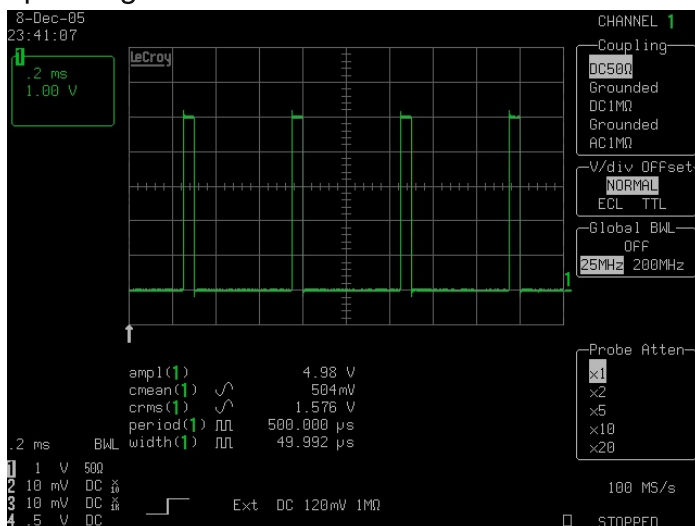 8-Dec-05
23:41:07
1
.2 ms
1.00 V
LeCroy
CHANNEL 1
Coupling
DC50Ω
Grounded
DC1MΩ
Grounded
AC1MΩ
V/div Offset
NORMAL
ECL TTL
Global BWL
Off
25MHz 200MHz
1
Probe Atten
×1
×2
×5
×10
×20
ampl(1) 4.98 V
cmean(1) 504mV
crms(1) 1.576 V
period(1) 500.000 µs
width(1) 49.992 µs
.2 ms BWL
1 1 V 50Ω
2 10 mV DC
3 10 mV DC
4 .5 V DC
Ext DC 120mV 1MΩ
100 MS/s
STOPPED